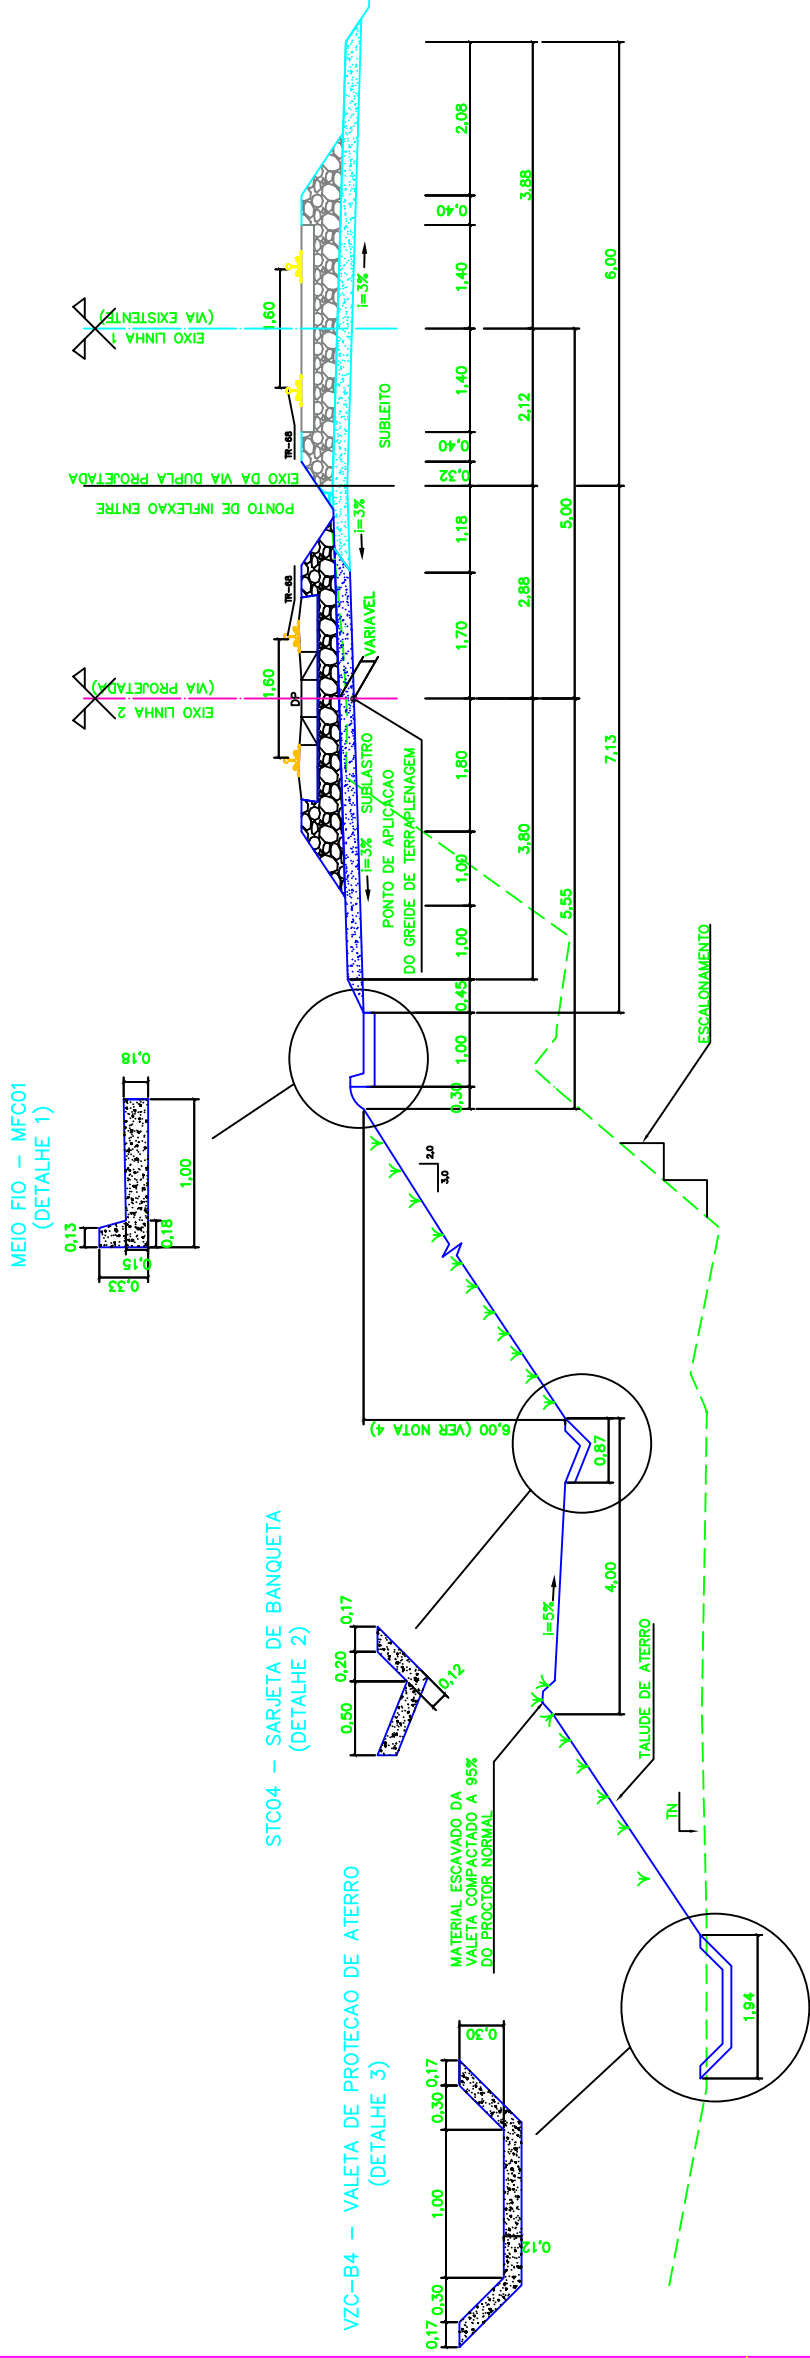 MEIO FIO - MFC01
(DETALHE 1)
0,13
0,33
0,15
0,18
1,00
0,18
STC04 - SARJETA DE BANQUETA
(DETALHE 2)
0,50
0,20
0,17
0,12
VZC-B4 - VALETA DE PROTECAO DE ATERRO
(DETALHE 3)
0,17
0,30
1,00
0,30
0,17
0,30
0,12
EIXO LINHA 2
(VIA PROJETADA)
EIXO LINHA 1
(VIA EXISTENTE)
PONTO DE INFLEXAO ENTRE
EIXO DA VIA DUPLA PROJETADA
1,60
1,60
TR-68
TR-68
DP
i=3%
i=3%
i=3%
SUBLASTRO
VARIAVEL
SUBLEITO
PONTO DE APLICACAO
DO GREIDE DE TERRAPLENAGEM
0,30
1,00
0,45
1,00
1,00
1,80
1,70
1,18
0,32
0,40
1,40
1,40
0,40
2,08
3,80
2,88
2,12
3,88
5,55
5,00
7,13
6,00
2,0
3,0
6,00 (VER NOTA 4)
0,87
4,00
i=5%
MATERIAL ESCAVADO DA
VALETA COMPACTADO A 95%
DO PROCTOR NORMAL
TALUDE DE ATERRO
TN
ESCALONAMENTO
1,94